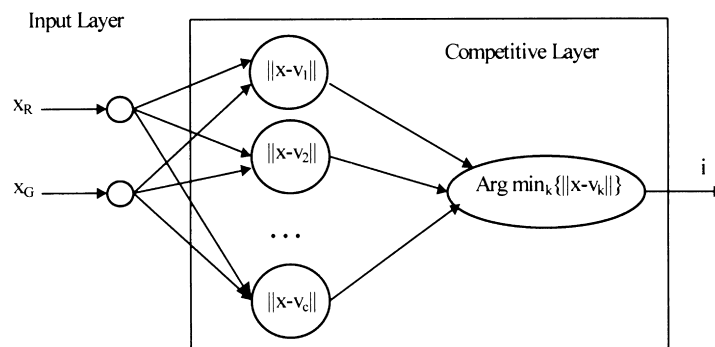 Input Layer
Competitive Layer
x_R
x_G
||x-v_1||
||x-v_2||
...
||x-v_c||
Arg min_k{||x-v_k||}
i